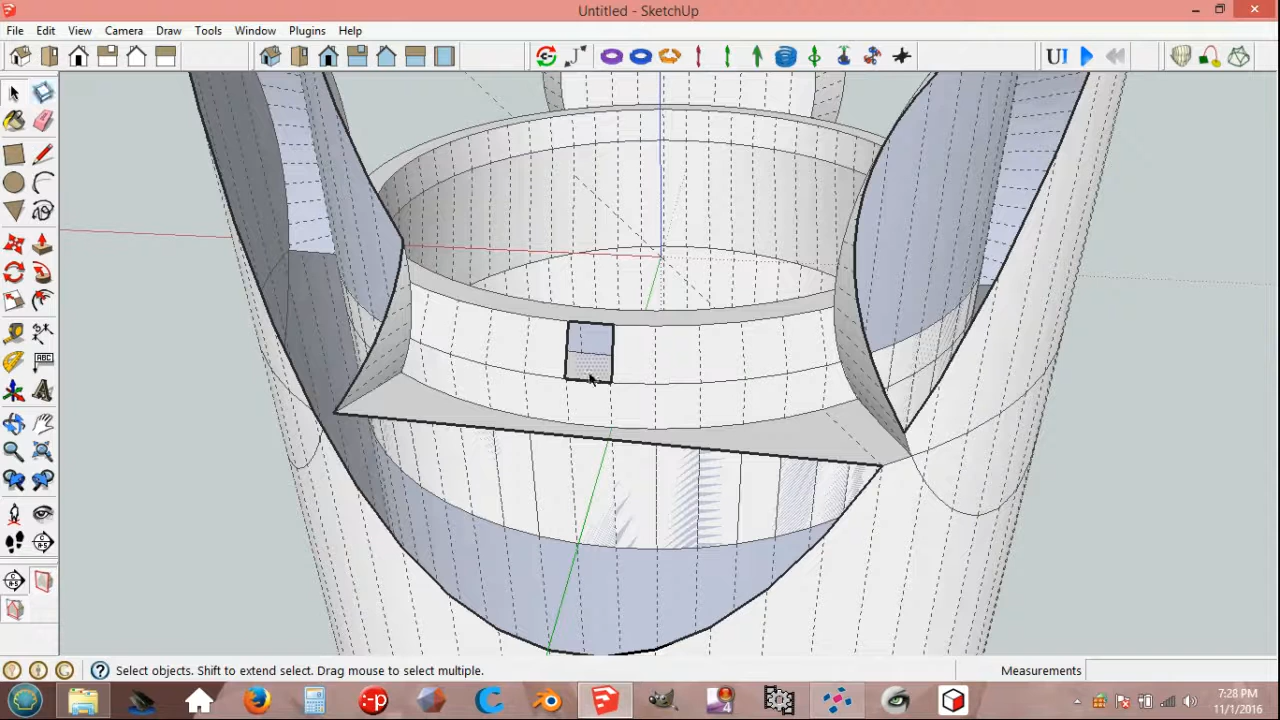 Untitled - SketchUp
File Edit View Camera Draw Tools Window Plugins Help
UI
ABC
Select objects. Shift to extend select. Drag mouse to select multiple.
Measurements
7:28 PM
11/1/2016